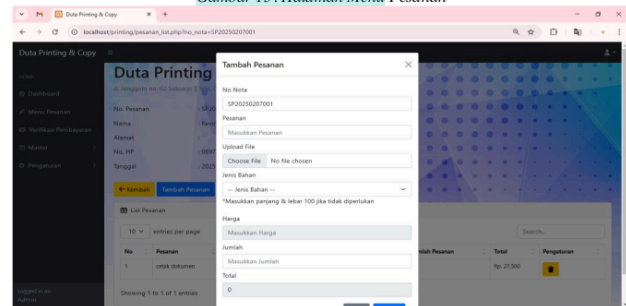 Gambar 15. Halaman Menu Pesanan
Duta Printing & Copy
localhost/printing/pesanan_list.php?no_nota=SP20250207001
Duta Printing & Copy
Duta Printing
Tambah Pesanan
No Nota
SP20250207001
Pesanan
Masukkan Pesanan
Upload File
Choose File No file chosen
Jenis Bahan
-- Jenis Bahan --
*Masukkan panjang & lebar 100 jika tidak diperlukan
Harga
Masukkan Harga
Jumlah
Masukkan Jumlah
Total
0
HOME
Dashboard
Menu Pesanan
Verifikasi Pembayaran
Master
Pengaturan
No. Pesanan
Nama
Alamat
No. HP
Tanggal
Kembali
Tambah Pesanan
List Pesanan
10 entries per page
Search...
No Pesanan Jumlah Pesanan Total Pengaturan
1 cetak dokumen Rp. 27,500
Showing 1 to 1 of 1 entries
Logged in as:
Admin